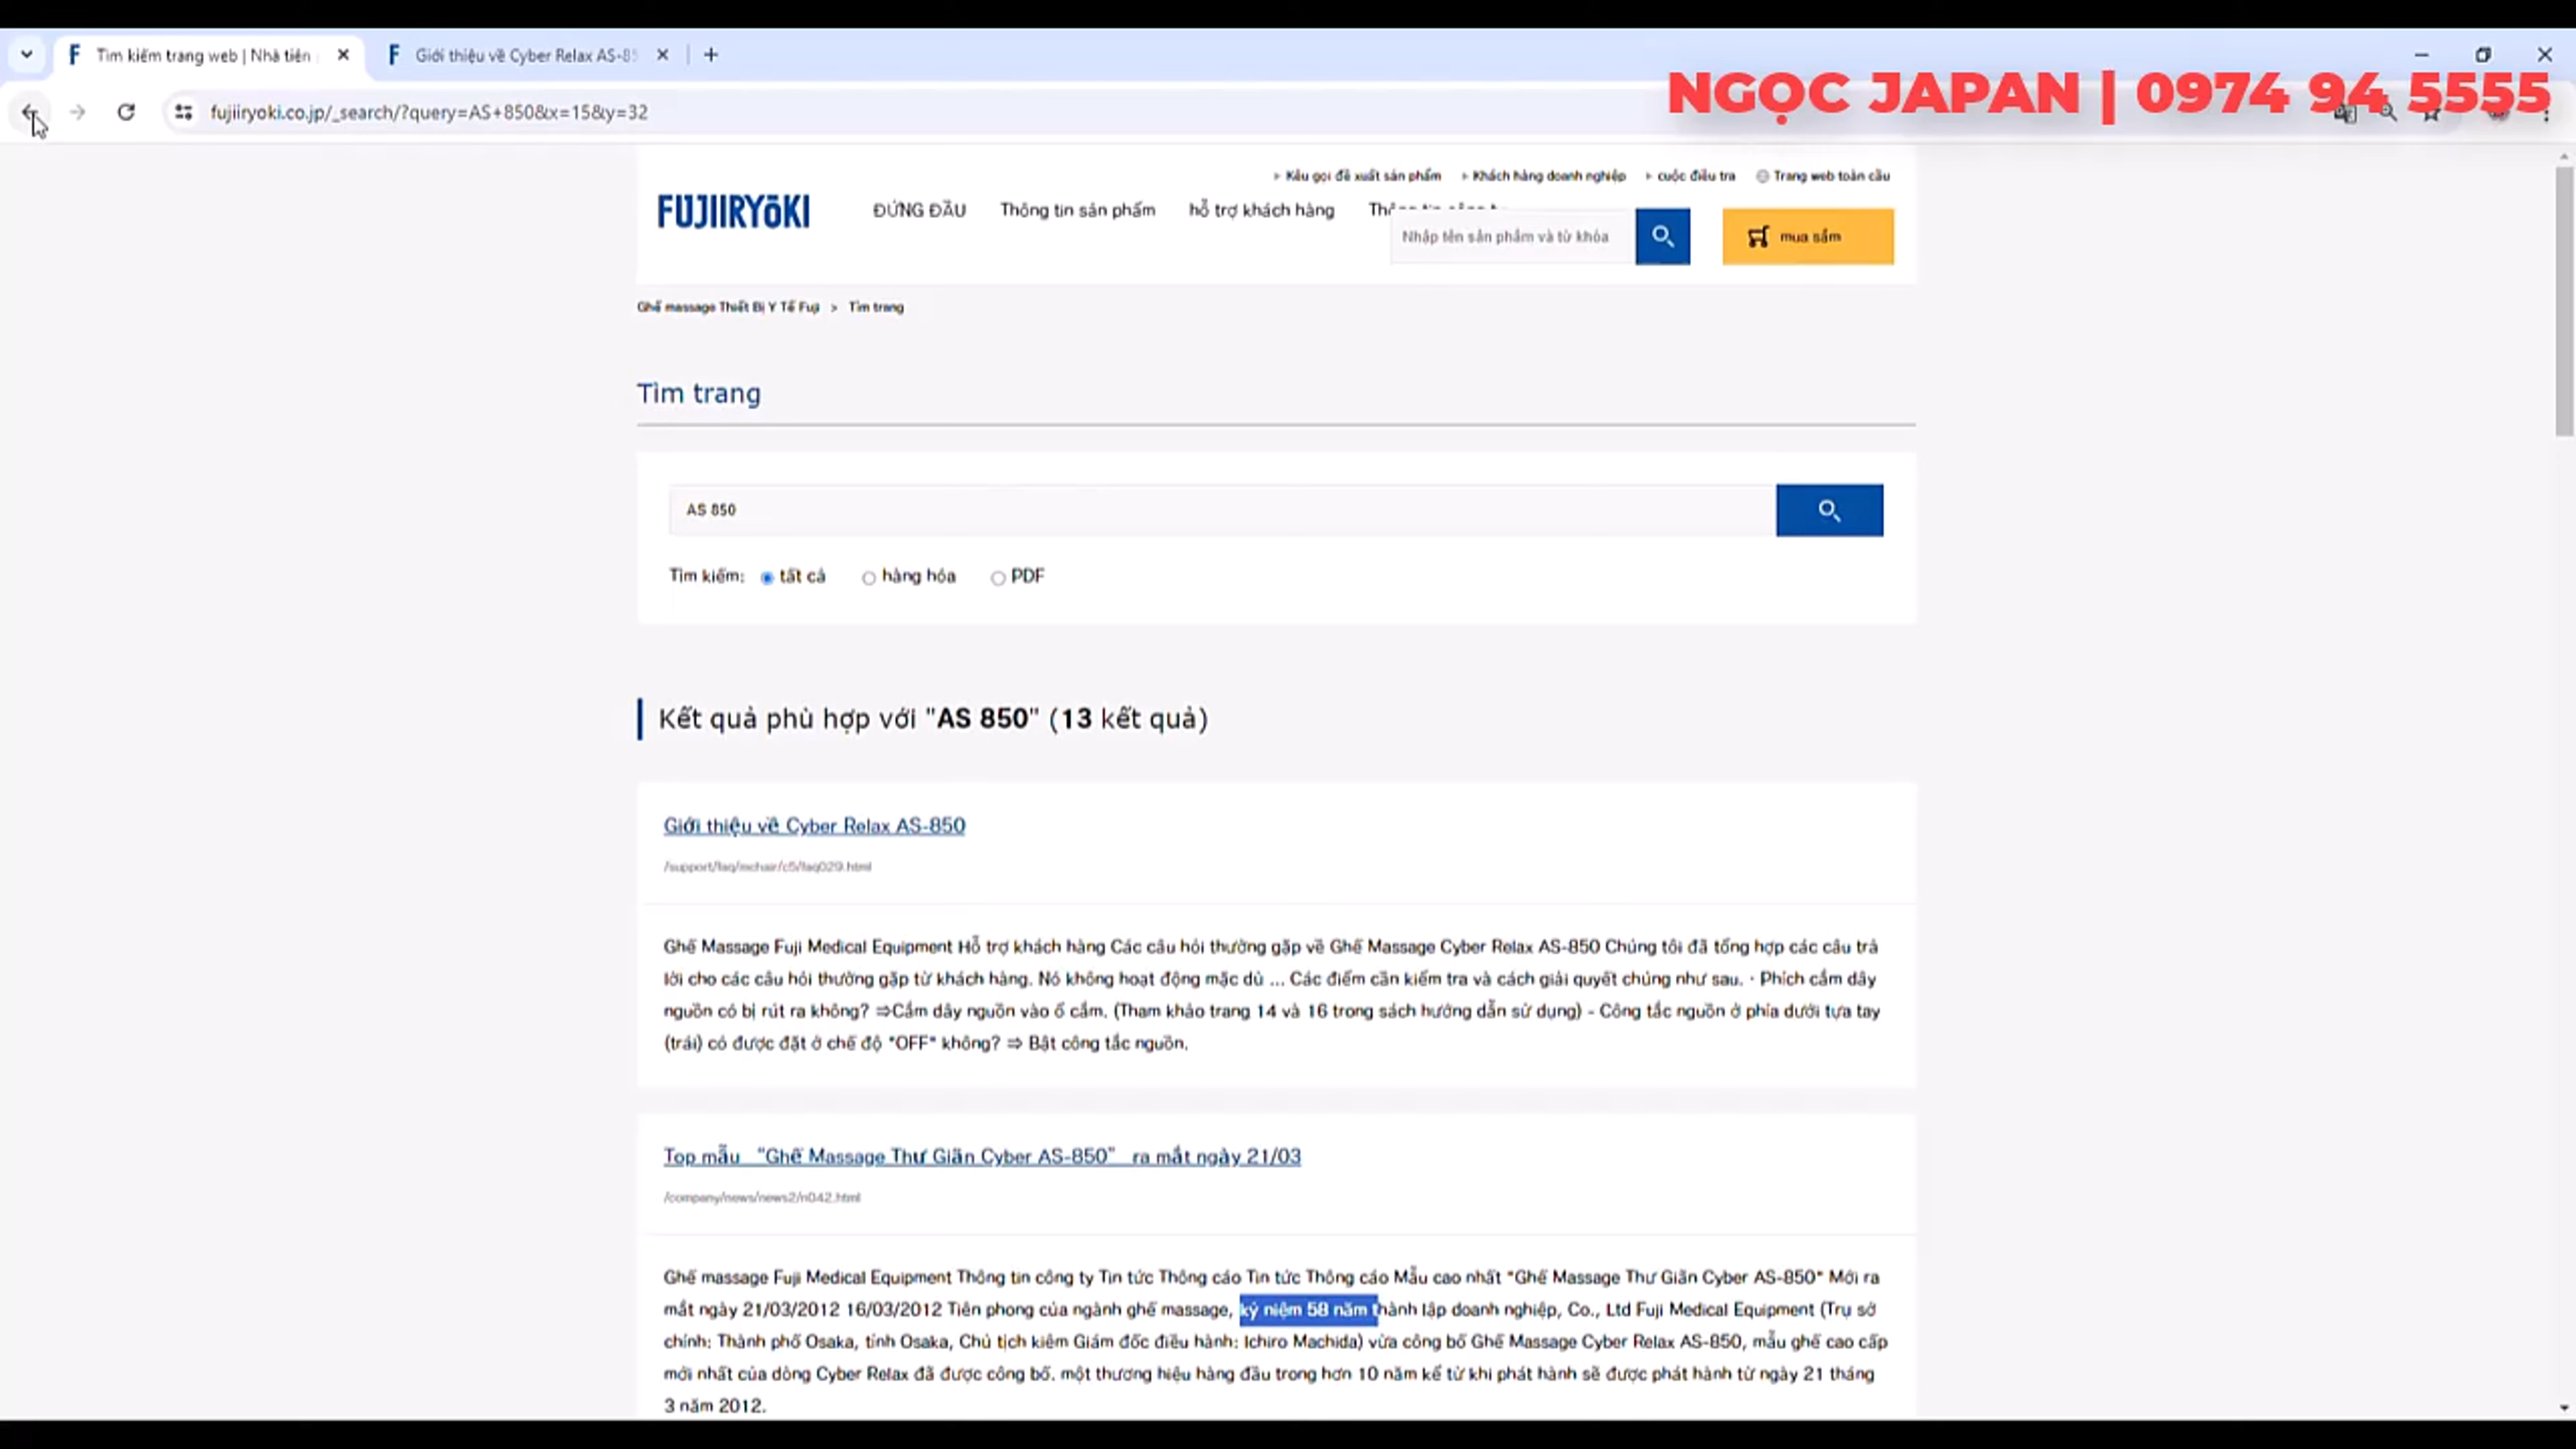 Tìm kiếm trang web | Nhà tiên
Giới thiệu về Cyber Relax AS-85
NGỌC JAPAN | 0974 94 5555
fujiiryoki.co.jp/_search/?query=AS+850&x=15&y=32
Kêu gọi đề xuất sản phẩm
Khách hàng doanh nghiệp
cuộc điều tra
Trang web toàn cầu
FUJIIRYōKI
ĐỨNG ĐẦU
Thông tin sản phẩm
hỗ trợ khách hàng
Nhập tên sản phẩm và từ khóa
mua sắm
Ghế massage Thiết Bị Y Tế Fuji > Tìm trang
Tìm trang
AS 850
Tìm kiếm: tất cả hàng hóa PDF
Kết quả phù hợp với "AS 850" (13 kết quả)
Giới thiệu về Cyber Relax AS-850
/support/faq/mchair/c5/faq029.html
Ghế Massage Fuji Medical Equipment Hỗ trợ khách hàng Các câu hỏi thường gặp về Ghế Massage Cyber Relax AS-850 Chúng tôi đã tổng hợp các câu trả
lời cho các câu hỏi thường gặp từ khách hàng. Nó không hoạt động mặc dù ... Các điểm cần kiểm tra và cách giải quyết chúng như sau. · Phích cắm dây
nguồn có bị rút ra không? ⇒Cắm dây nguồn vào ổ cắm. (Tham khảo trang 14 và 16 trong sách hướng dẫn sử dụng) - Công tắc nguồn ở phía dưới tựa tay
(trái) có được đặt ở chế độ "OFF" không? ⇒ Bật công tắc nguồn.
Top mẫu “Ghế Massage Thư Giãn Cyber AS-850” ra mắt ngày 21/03
/company/news/news2/n042.html
Ghế massage Fuji Medical Equipment Thông tin công ty Tin tức Thông cáo Tin tức Thông cáo Mẫu cao nhất "Ghế Massage Thư Giãn Cyber AS-850" Mới ra
mắt ngày 21/03/2012 16/03/2012 Tiên phong của ngành ghế massage, kỷ niệm 58 năm thành lập doanh nghiệp, Co., Ltd Fuji Medical Equipment (Trụ sở
chính: Thành phố Osaka, tỉnh Osaka, Chủ tịch kiêm Giám đốc điều hành: Ichiro Machida) vừa công bố Ghế Massage Cyber Relax AS-850, mẫu ghế cao cấp
mới nhất của dòng Cyber Relax đã được công bố. một thương hiệu hàng đầu trong hơn 10 năm kể từ khi phát hành sẽ được phát hành từ ngày 21 tháng
3 năm 2012.